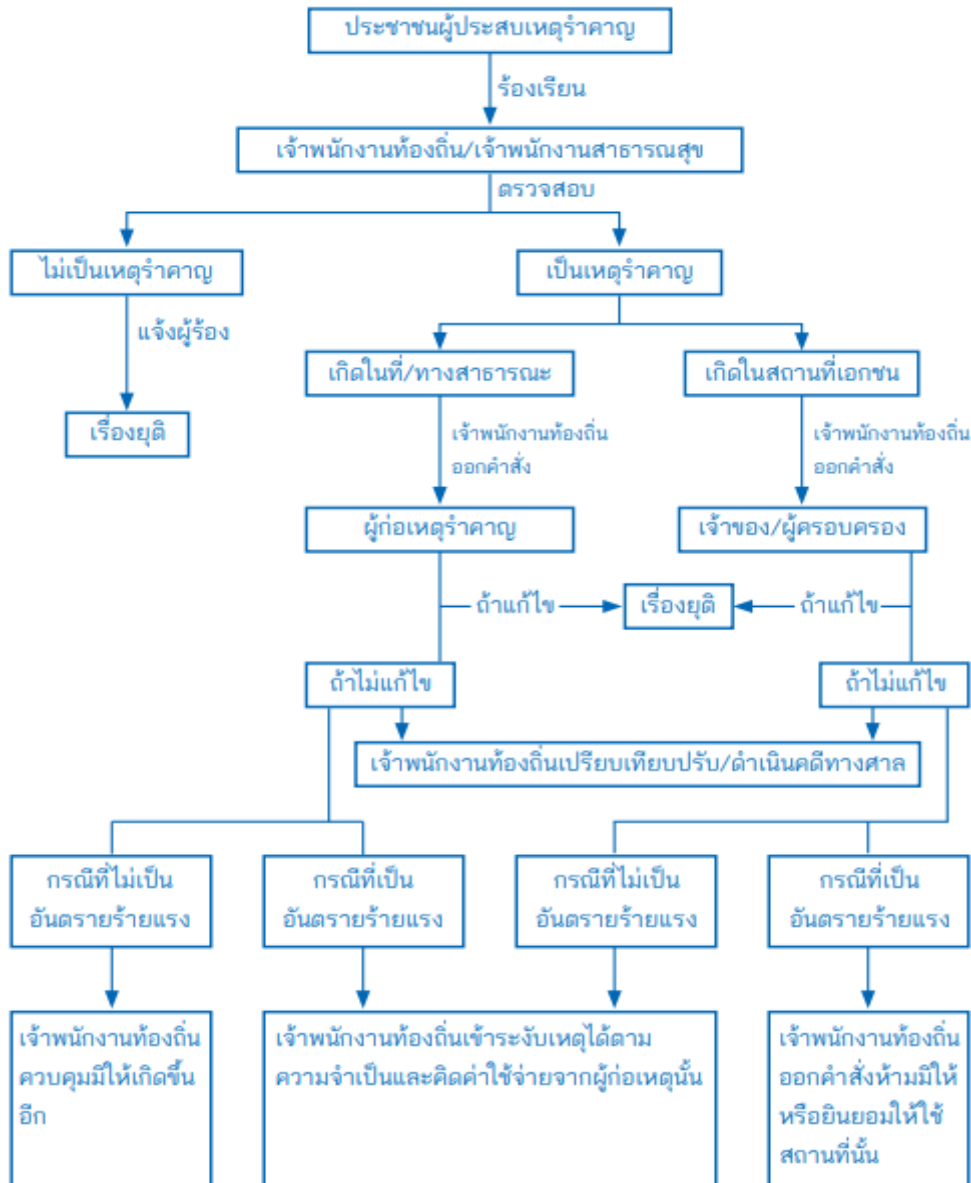 ประชาชนผู้ประสบเหตุรำคาญ
ร้องเรียน
เจ้าพนักงานท้องถิ่น/เจ้าพนักงานสาธารณสุข
ตรวจสอบ
ไม่เป็นเหตุรำคาญ
เป็นเหตุรำคาญ
แจ้งผู้ร้อง
เกิดในที่/ทางสาธารณะ
เกิดในสถานที่เอกชน
เรื่องยุติ
เจ้าพนักงานท้องถิ่น
ออกคำสั่ง
เจ้าพนักงานท้องถิ่น
ออกคำสั่ง
ผู้ก่อเหตุรำคาญ
เจ้าของ/ผู้ครอบครอง
ถ้าแก้ไข
เรื่องยุติ
ถ้าแก้ไข
ถ้าไม่แก้ไข
ถ้าไม่แก้ไข
เจ้าพนักงานท้องถิ่นเปรียบเทียบปรับ/ดำเนินคดีทางศาล
กรณีที่ไม่เป็น
อันตรายร้ายแรง
กรณีที่เป็น
อันตรายร้ายแรง
กรณีที่ไม่เป็น
อันตรายร้ายแรง
กรณีที่เป็น
อันตรายร้ายแรง
เจ้าพนักงานท้องถิ่น
ควบคุมมิให้เกิดขึ้น
อีก
เจ้าพนักงานท้องถิ่นเข้าระงับเหตุได้ตาม
ความจำเป็นและคิดค่าใช้จ่ายจากผู้ก่อเหตุนั้น
เจ้าพนักงานท้องถิ่น
ออกคำสั่งห้ามมิให้
หรือยินยอมให้ใช้
สถานที่นั้น